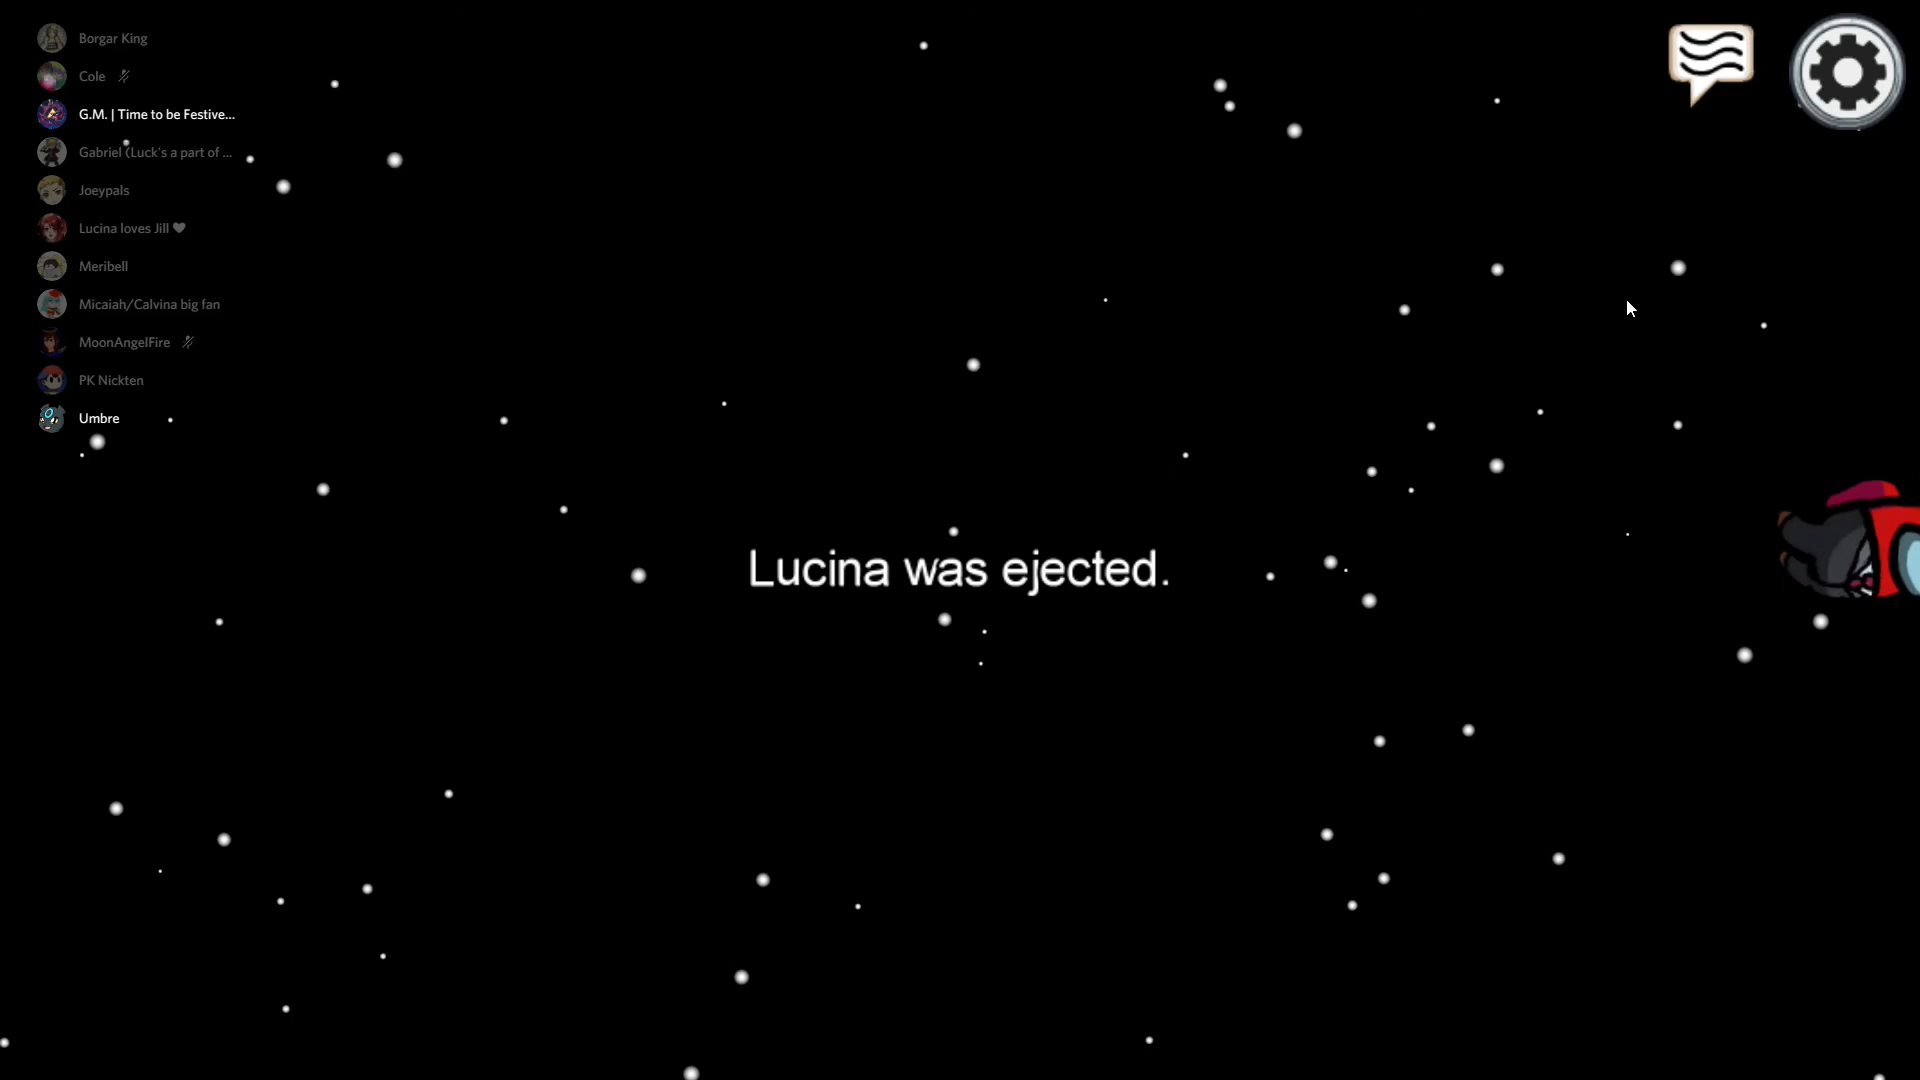 Borgar King
Cole
G.M. | Time to be Festive...
Gabriel (Luck's a part of ...
Joeypals
Lucina loves Jill 🖤
Meribell
Micaiah/Calvina big fan
MoonAngelFire
PK Nickten
Umbre
Lucina was ejected.